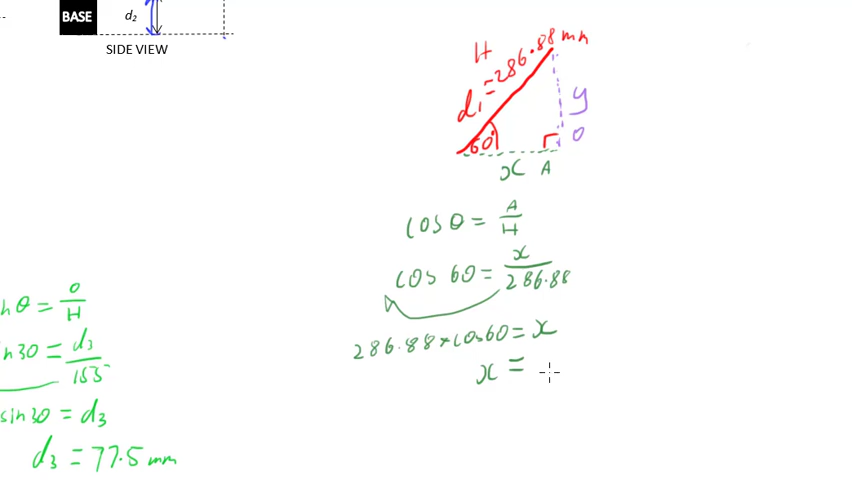 BASE
d₂
SIDE VIEW
H
d₁ = 286.88 mm
60°
y
O
x A
cos θ = A/H
cos 60 = x/286.88
286.88 × cos 60 = x
x =
n θ = O/H
n 30 = d₃/155
sin 30 = d₃
d₃ = 77.5 mm